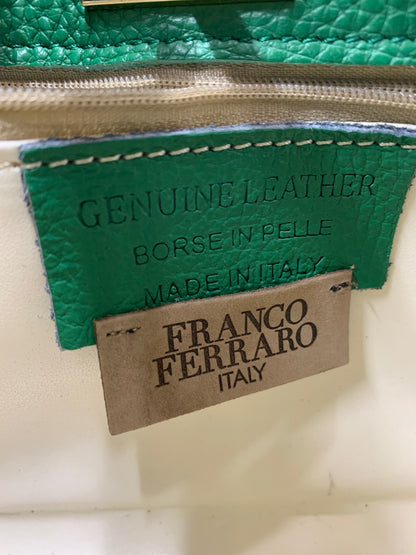 GENUINE LEATHER
BORSE IN PELLE
MADE IN ITALY
FRANCO
FERRARO
ITALY